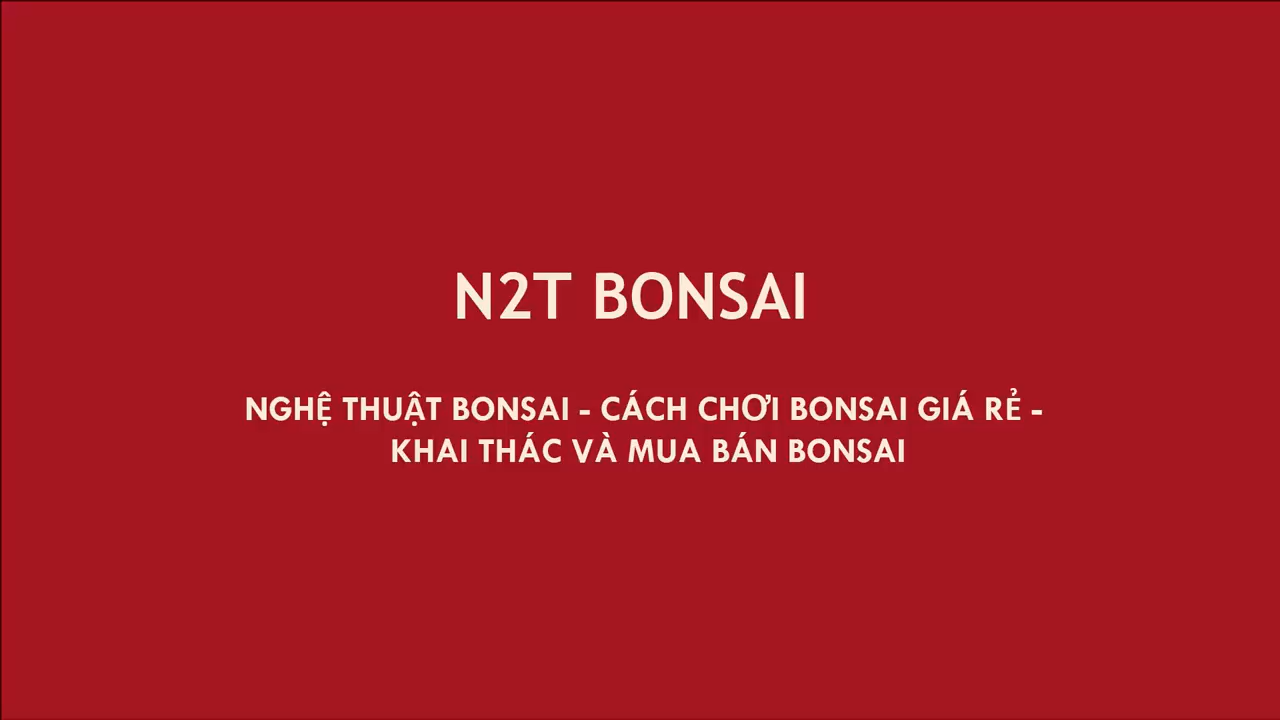 N2T BONSAI
NGHỆ THUẬT BONSAI - CÁCH CHƠI BONSAI GIÁ RẺ -
KHAI THÁC VÀ MUA BÁN BONSAI